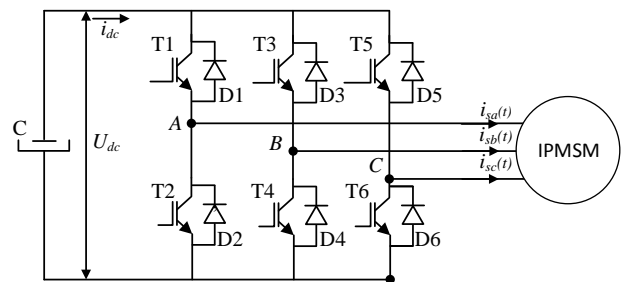 i_dc
T1 T3 T5
D1 D3 D5
i_sa(t)
A
C
U_dc
B
i_sb(t)
IPMSM
C
i_sc(t)
T2 T4 T6
D2 D4 D6